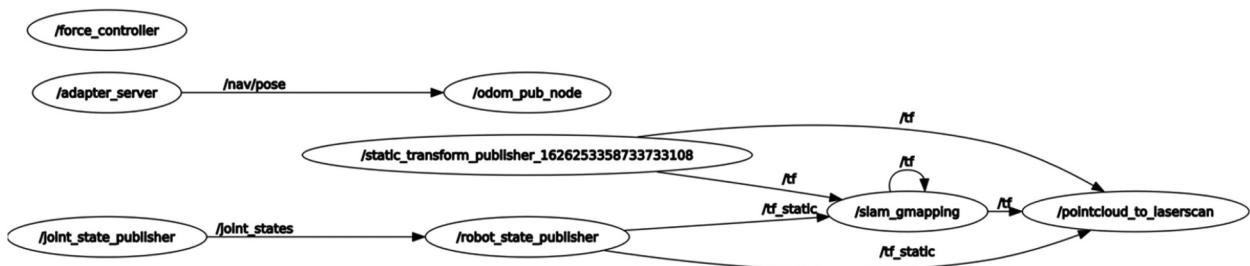 /force_controller
/adapter_server
/nav/pose
/odom_pub_node
/tf
/static_transform_publisher_1626253358733733108
/tf
/tf
/joint_state_publisher
/joint_states
/robot_state_publisher
/tf_static
/slam_gmapping
/tf
/pointcloud_to_laserscan
/tf_static